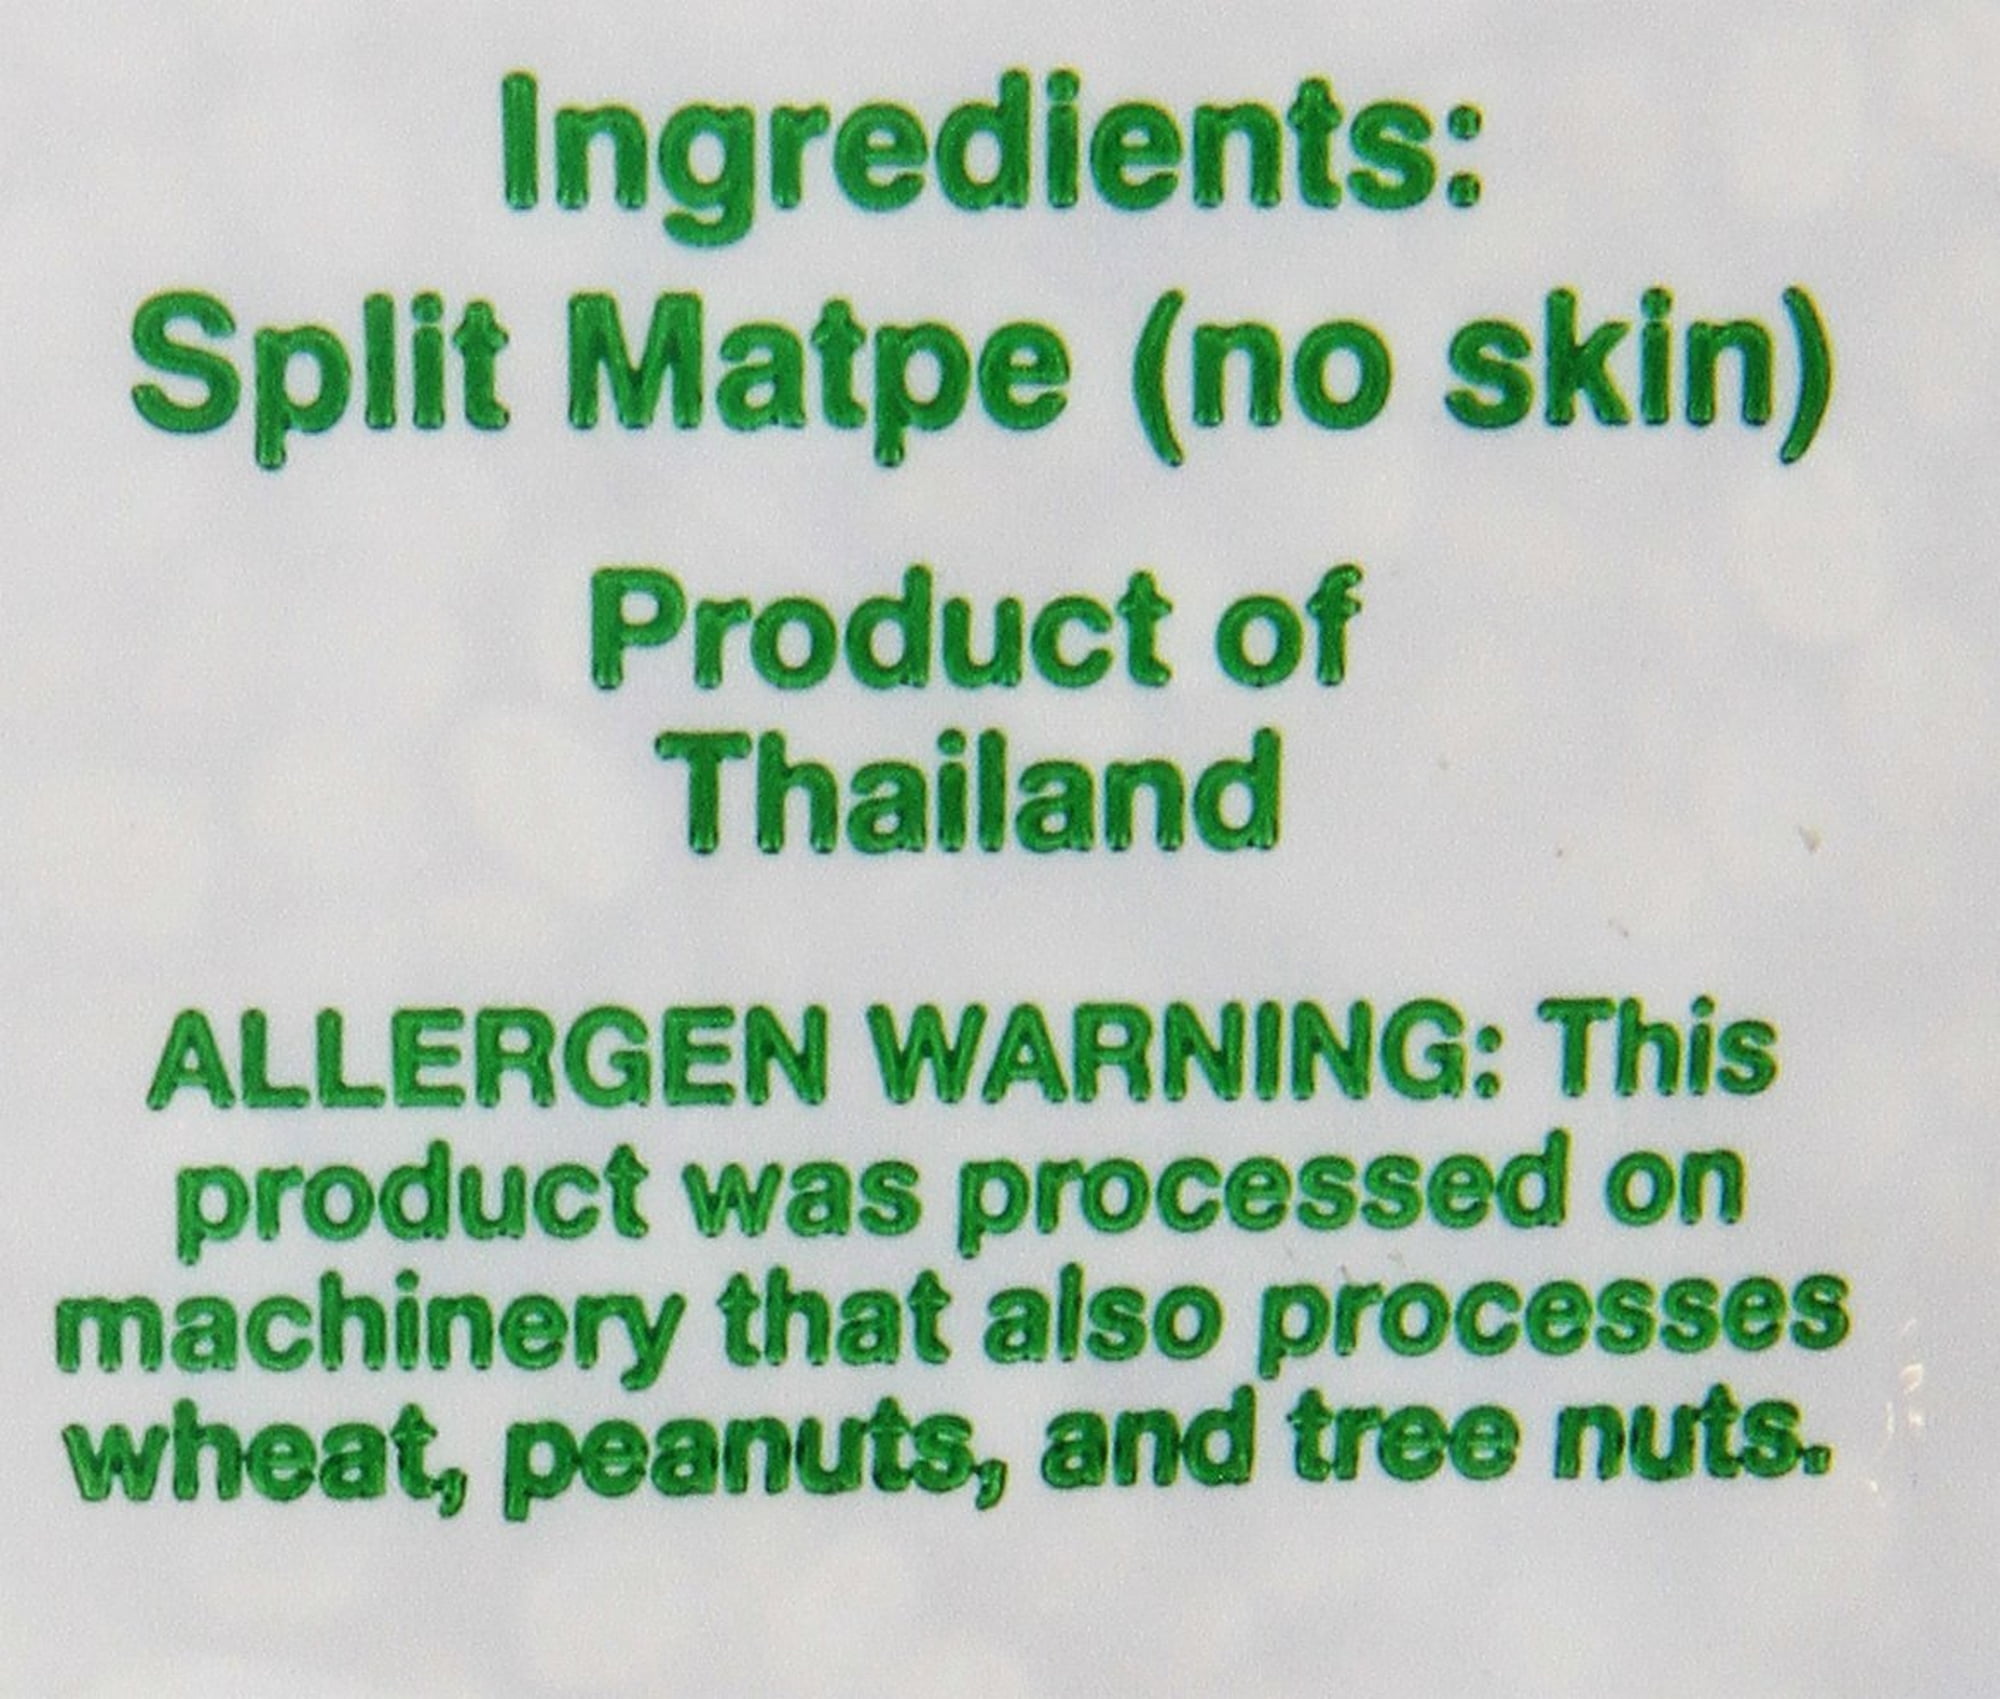 Ingredients:
Split Matpe (no skin)
Product of
Thailand
ALLERGEN WARNING: This
product was processed on
machinery that also processes
wheat, peanuts, and tree nuts.